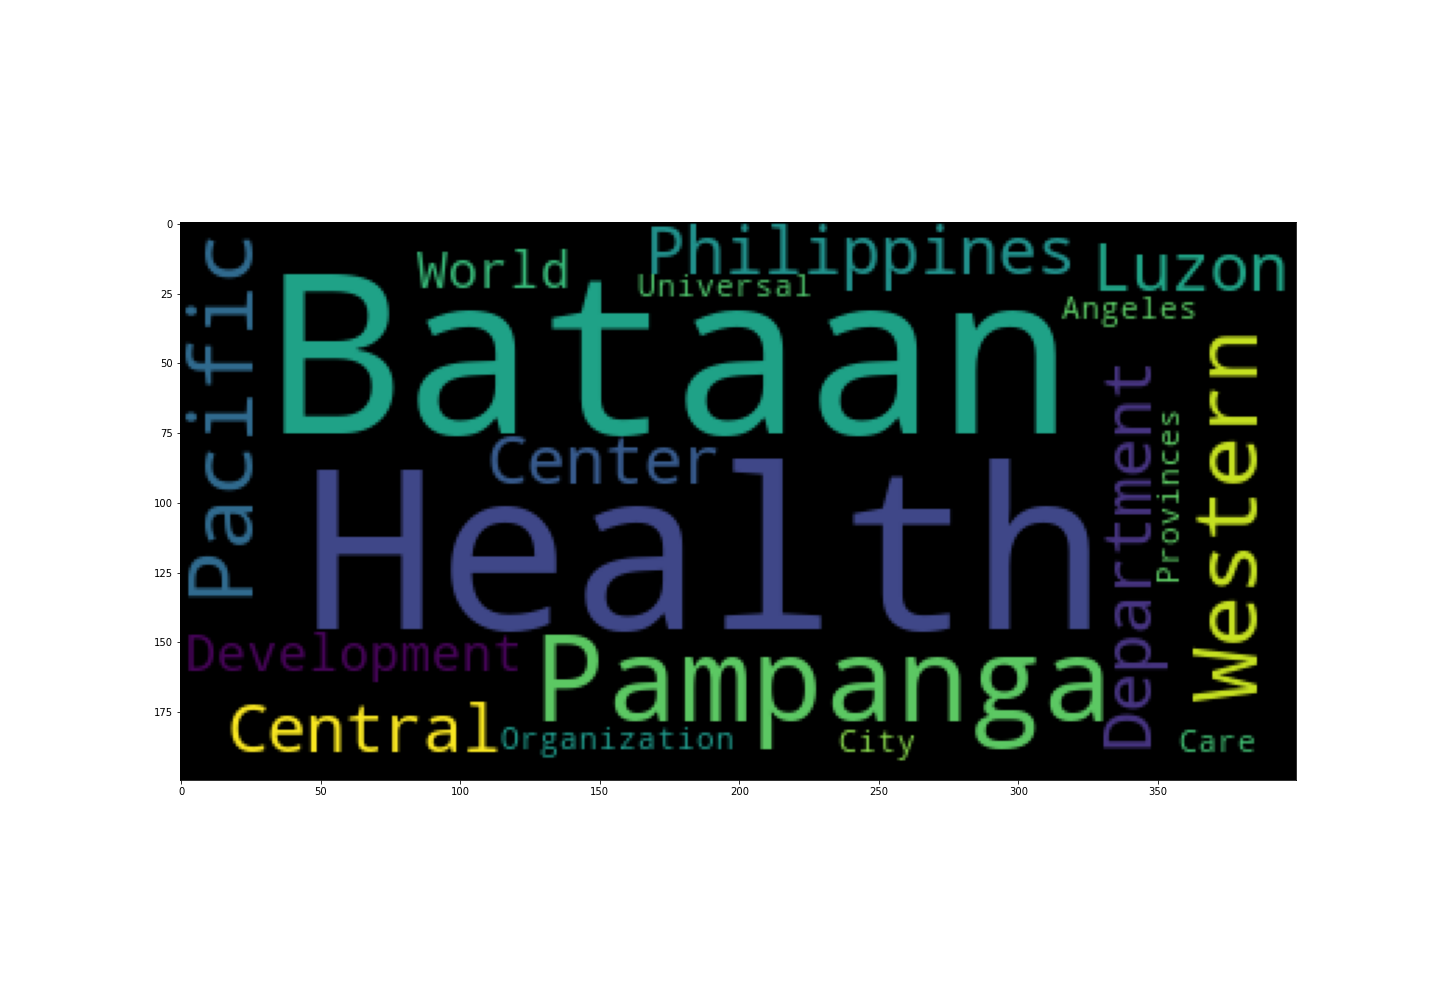 Philippines
World
Luzon
Universal
Angeles
Pacific
Bataan
Western
Department
Provinces
Center
Health
Development
Pampanga
Central
Organization
City
Care
0
25
50
75
100
125
150
175
0
50
100
150
200
250
300
350